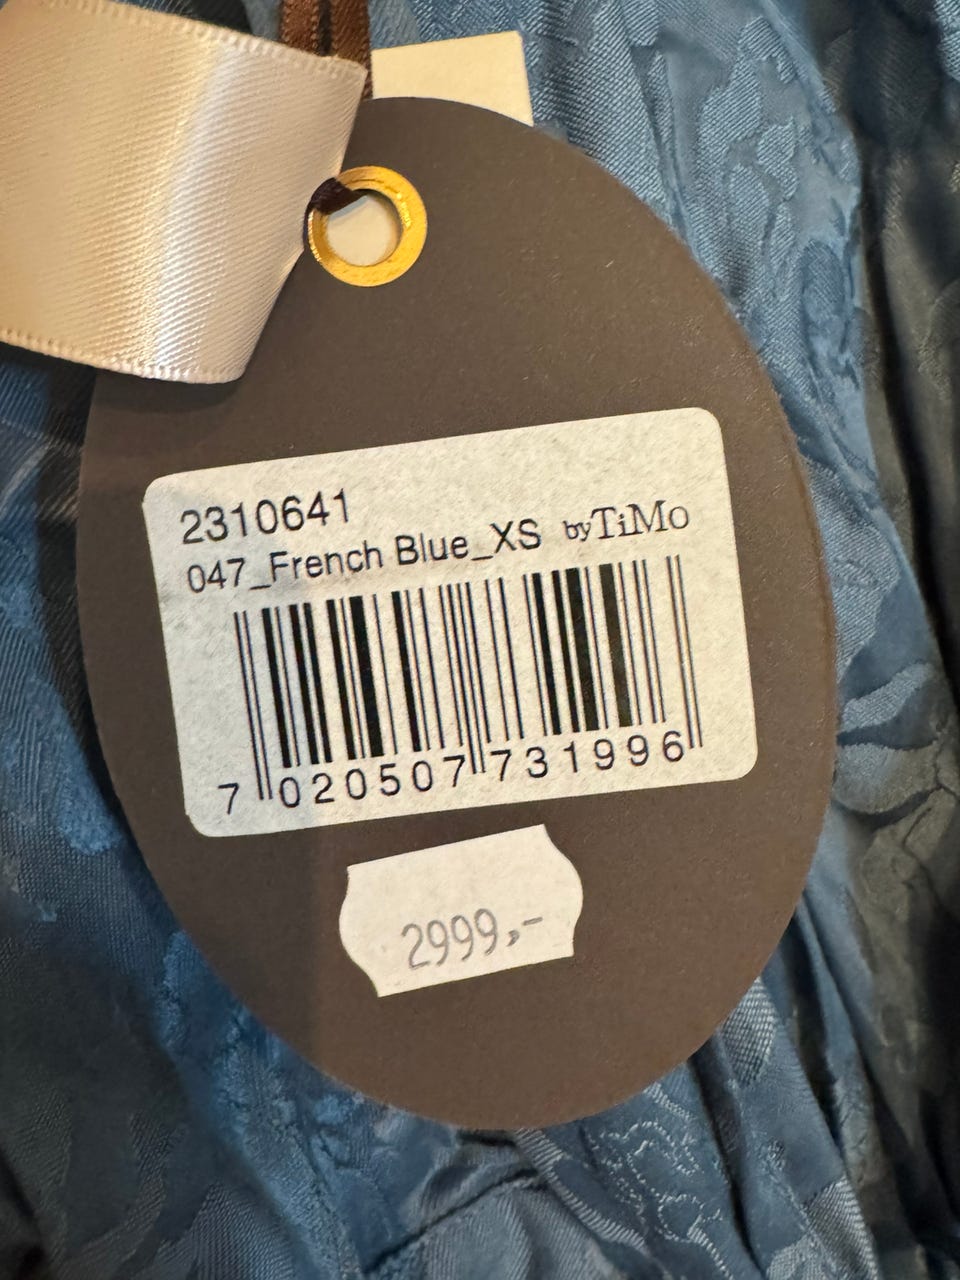 2310641
047_French Blue_XS byTiMo
7 020507 731996
2999,-